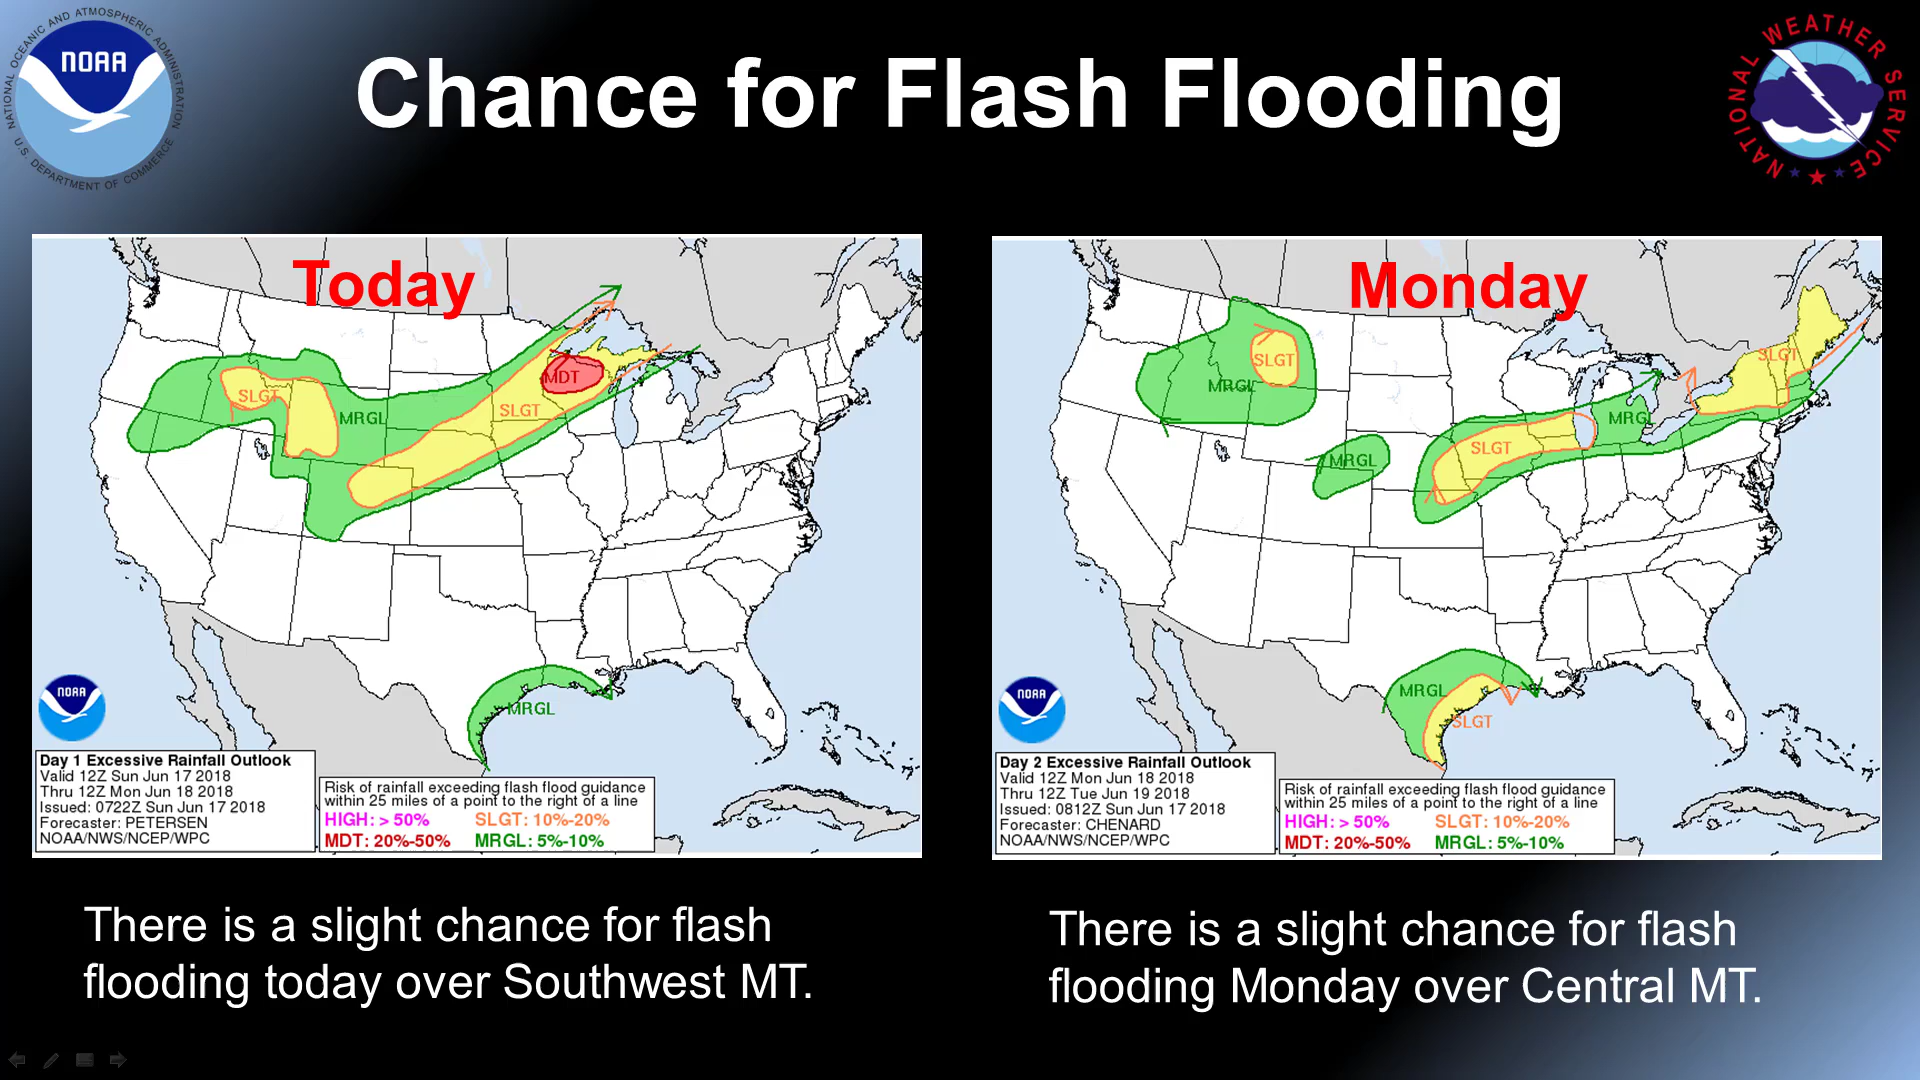 NATIONAL OCEANIC AND ATMOSPHERIC ADMINISTRATION
U.S. DEPARTMENT OF COMMERCE
NOAA
Chance for Flash Flooding
NATIONAL WEATHER SERVICE
Today
MDT
SLGT
SLGT
MRGL
MRGL
NOAA
Day 1 Excessive Rainfall Outlook
Valid 12Z Sun Jun 17 2018
Thru 12Z Mon Jun 18 2018
Issued: 0722Z Sun Jun 17 2018
Forecaster: PETERSEN
NOAA/NWS/NCEP/WPC
Risk of rainfall exceeding flash flood guidance
within 25 miles of a point to the right of a line
HIGH: > 50% SLGT: 10%-20%
MDT: 20%-50% MRGL: 5%-10%
Monday
SLGT
SLGT
MRGL
MRGL
SLGT
MRGL
MRGL
SLGT
NOAA
Day 2 Excessive Rainfall Outlook
Valid 12Z Mon Jun 18 2018
Thru 12Z Tue Jun 19 2018
Issued: 0812Z Sun Jun 17 2018
Forecaster: CHENARD
NOAA/NWS/NCEP/WPC
Risk of rainfall exceeding flash flood guidance
within 25 miles of a point to the right of a line
HIGH: > 50% SLGT: 10%-20%
MDT: 20%-50% MRGL: 5%-10%
There is a slight chance for flash
flooding today over Southwest MT.
There is a slight chance for flash
flooding Monday over Central MT.